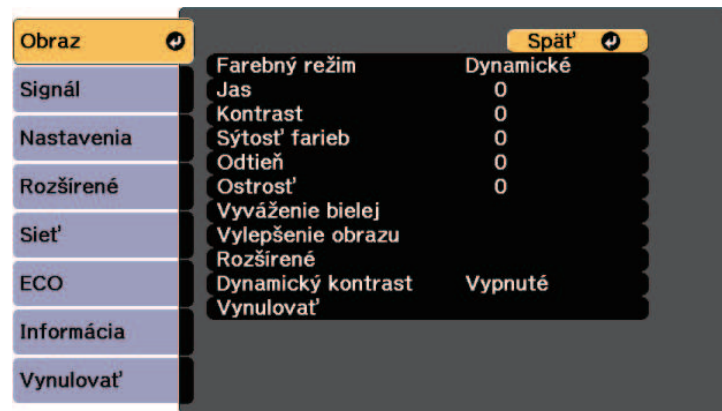 Obraz
Signál
Nastavenia
Rozšírené
Sieť
ECO
Informácia
Vynulovať
Späť
Farebný režim Dynamické
Jas 0
Kontrast 0
Sýtosť farieb 0
Odtieň 0
Ostrosť 0
Vyváženie bielej
Vylepšenie obrazu
Rozšírené
Dynamický kontrast Vypnuté
Vynulovať